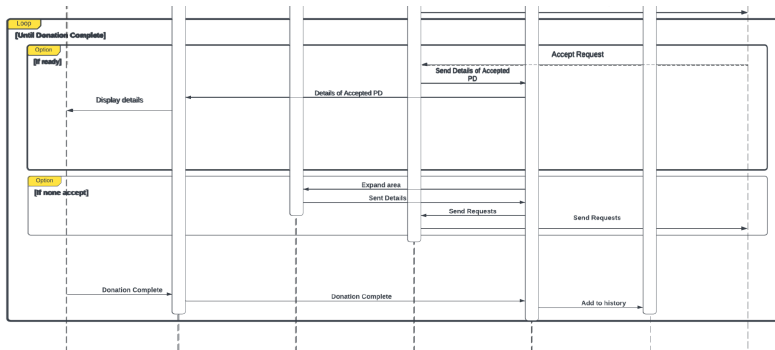 Loop
[Until Donation Complete]
Option
[If ready]
Accept Request
Send Details of Accepted
PD
Details of Accepted PD
Display details
Option
[If none accept]
Expand area
Sent Details
Send Requests
Send Requests
Donation Complete
Donation Complete
Add to history